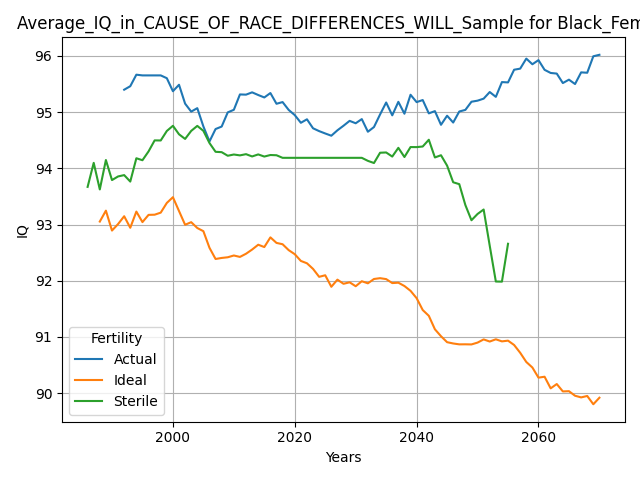 Average_IQ_in_CAUSE_OF_RACE_DIFFERENCES_WILL_Sample for Black_Fem
96
95
94
93
92
91
90
IQ
Fertility
Actual
Ideal
Sterile
2000 2020 2040 2060
Years